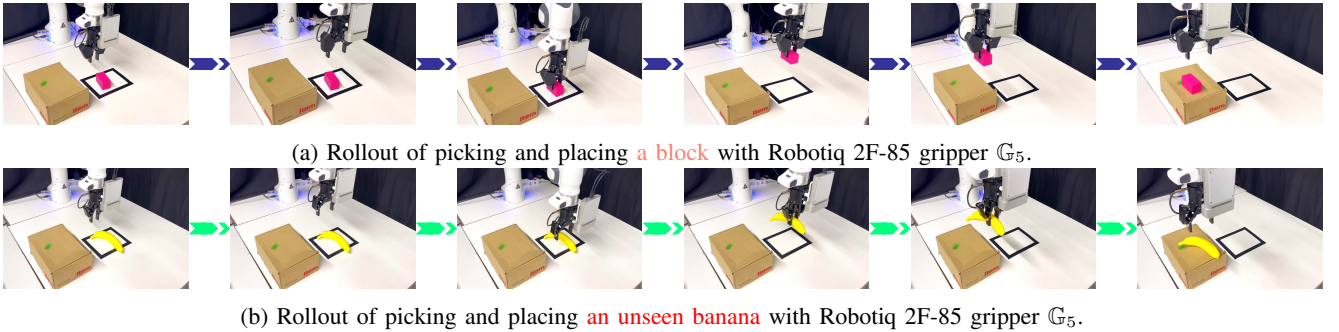 (a) Rollout of picking and placing a block with Robotiq 2F-85 gripper 𝔾₅.
(b) Rollout of picking and placing an unseen banana with Robotiq 2F-85 gripper 𝔾₅.